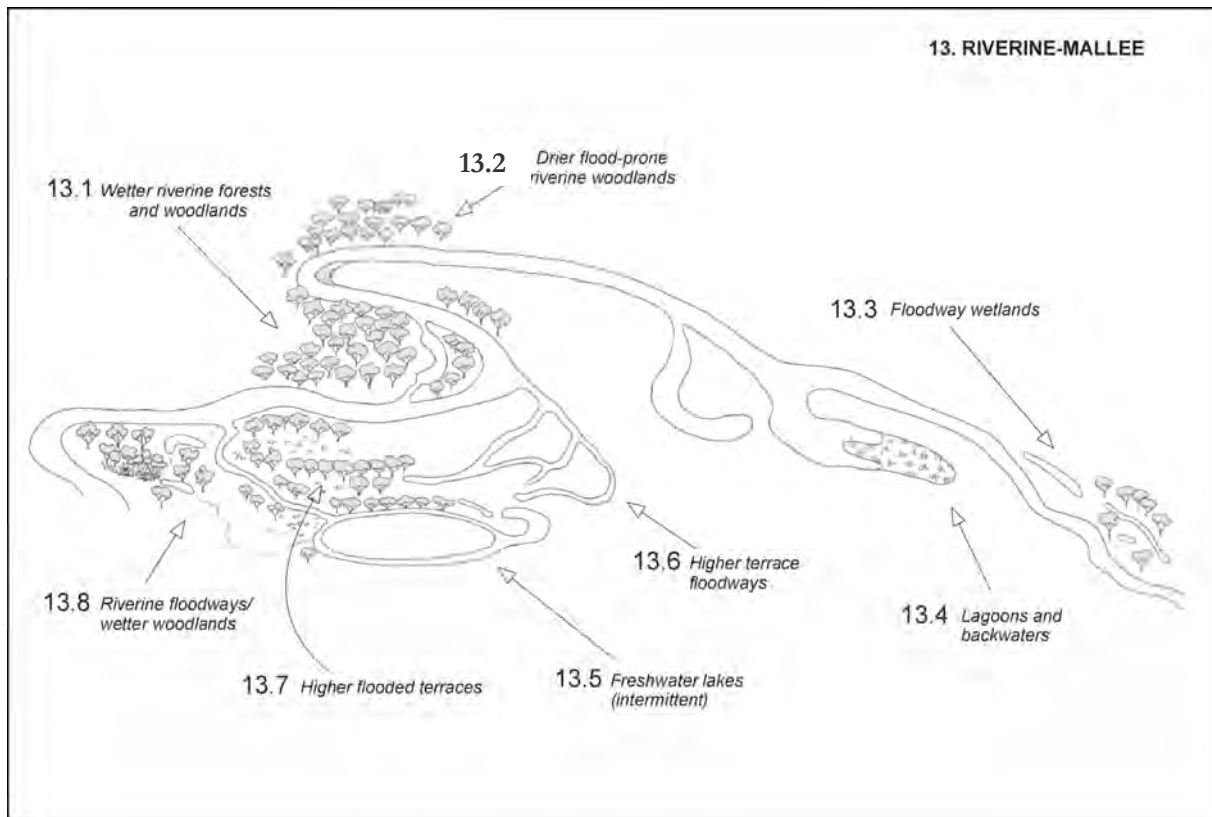 13. RIVERINE-MALLEE
13.2 Drier flood-prone
riverine woodlands
13.1 Wetter riverine forests
and woodlands
13.3 Floodway wetlands
13.6 Higher terrace
floodways
13.8 Riverine floodways/
wetter woodlands
13.4 Lagoons and
backwaters
13.7 Higher flooded terraces
13.5 Freshwater lakes
(intermittent)